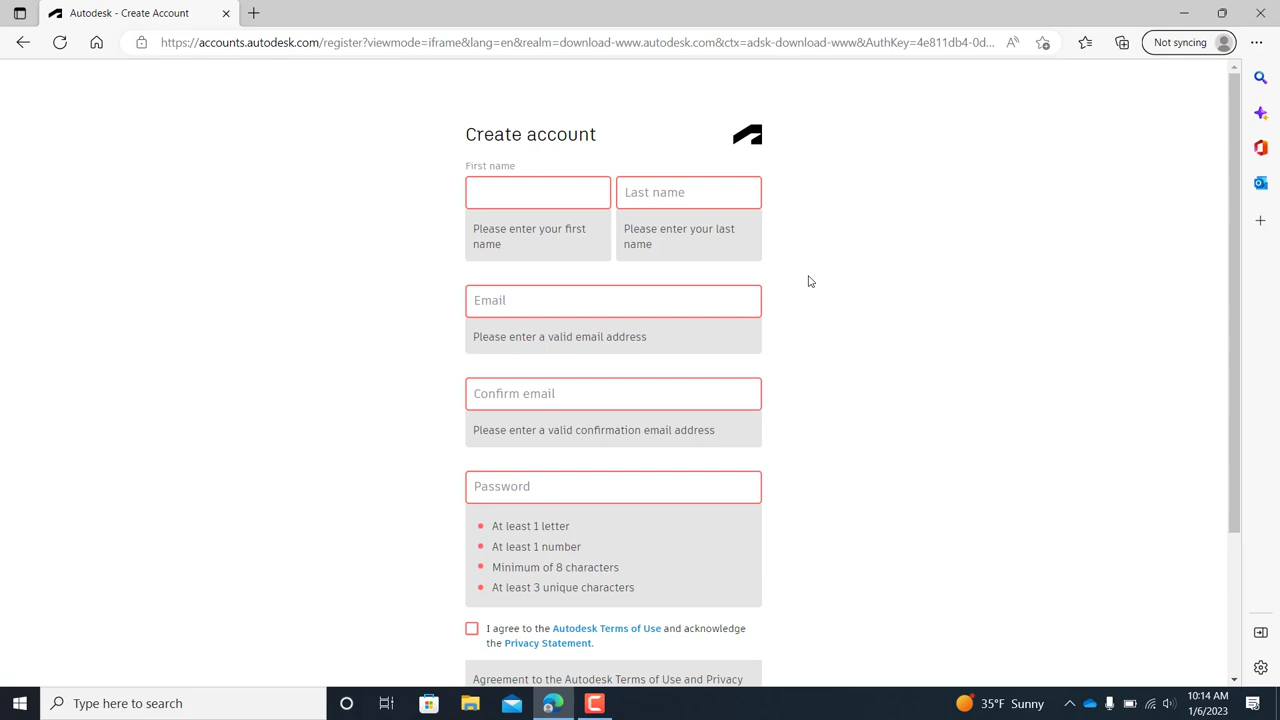 Autodesk - Create Account
https://accounts.autodesk.com/register?viewmode=iframe&lang=en&realm=download-www.autodesk.com&ctx=adsk-download-www&AuthKey=4e811db4-0d...
Not syncing
Create account
First name
Last name
Please enter your first name
Please enter your last name
Email
Please enter a valid email address
Confirm email
Please enter a valid confirmation email address
Password
At least 1 letter
At least 1 number
Minimum of 8 characters
At least 3 unique characters
I agree to the Autodesk Terms of Use and acknowledge
the Privacy Statement.
Agreement to the Autodesk Terms of Use and Privacy
Type here to search
35°F Sunny
10:14 AM
1/6/2023